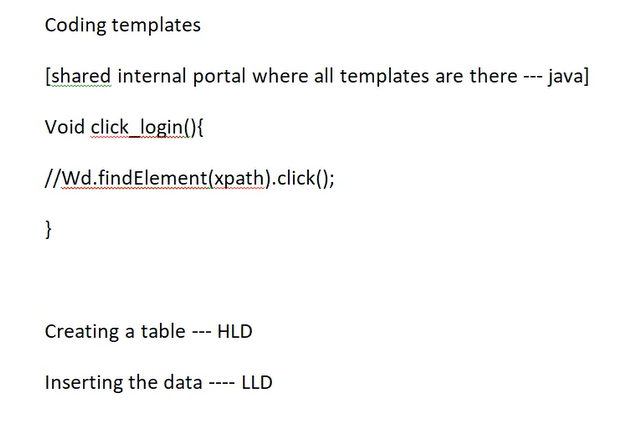 Coding templates
[shared internal portal where all templates are there --- java]
Void click_login(){
//Wd.findElement(xpath).click();
}
Creating a table --- HLD
Inserting the data ---- LLD